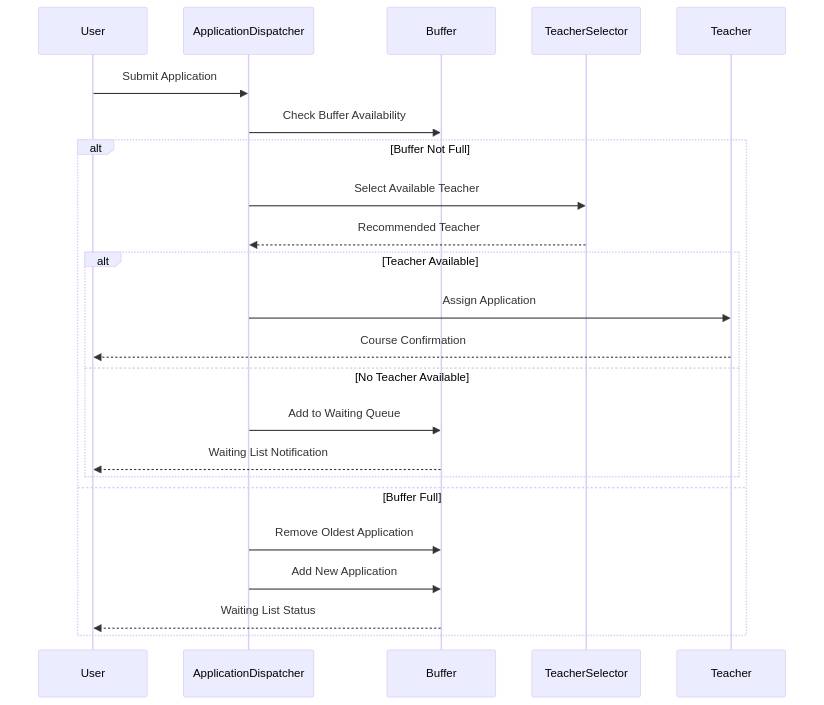 User
ApplicationDispatcher
Buffer
TeacherSelector
Teacher
Submit Application
Check Buffer Availability
alt
[Buffer Not Full]
Select Available Teacher
Recommended Teacher
alt
[Teacher Available]
Assign Application
Course Confirmation
[No Teacher Available]
Add to Waiting Queue
Waiting List Notification
[Buffer Full]
Remove Oldest Application
Add New Application
Waiting List Status
User
ApplicationDispatcher
Buffer
TeacherSelector
Teacher